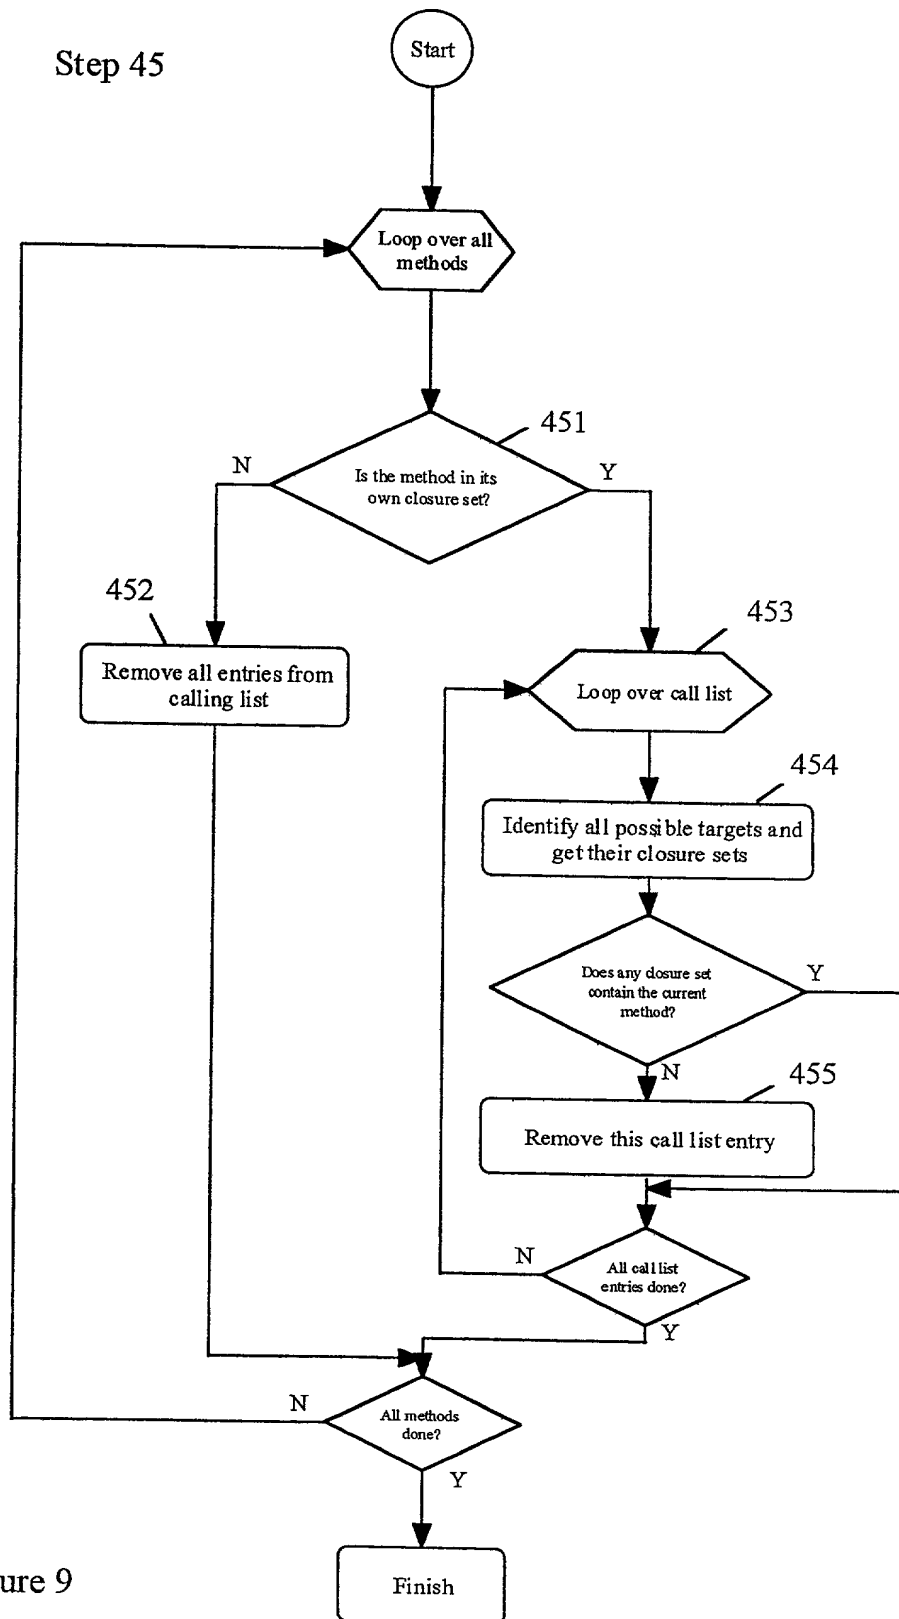 Step 45
Start
Loop over all
methods
451
N
Is the method in its
own closure set?
Y
452
Remove all entries from
calling list
453
Loop over call list
454
Identify all possible targets and
get their closure sets
Does any closure set
contain the current
method?
Y
N
455
Remove this call list entry
N
All call list
entries done?
Y
N
All methods
done?
Y
Finish
ure 9